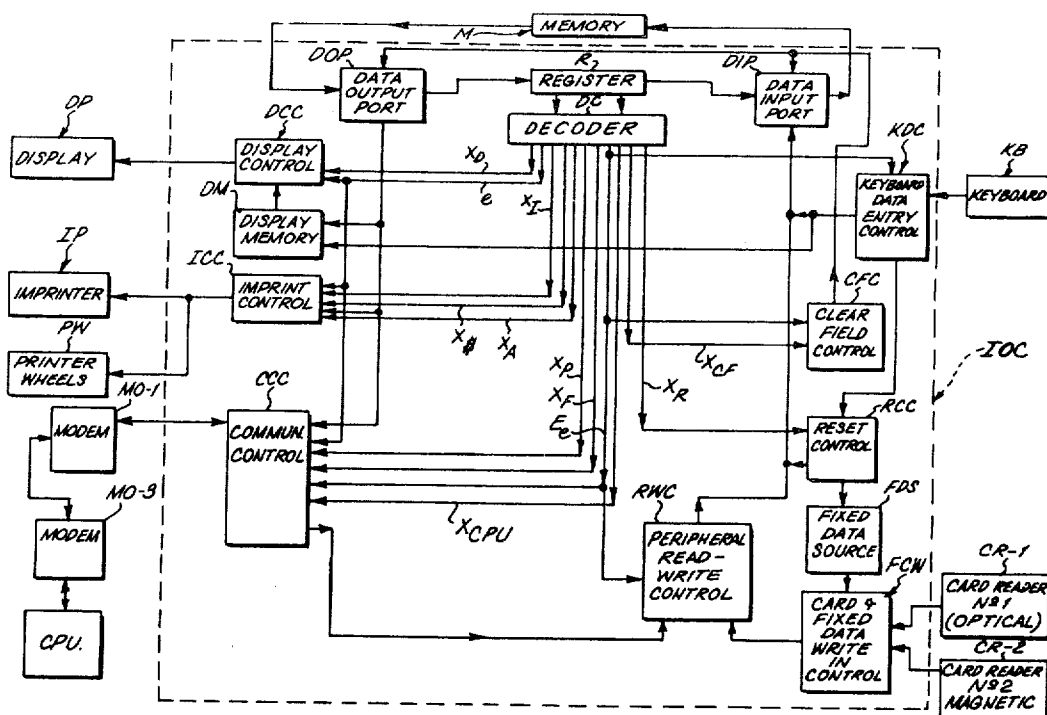 M
MEMORY
DOP
DATA
OUTPUT
PORT
R
REGISTER
DIP
DATA
INPUT
PORT
DC
DECODER
DP
DISPLAY
DCC
DISPLAY
CONTROL
DM
DISPLAY
MEMORY
KDC
KEYBOARD
DATA
ENTRY
CONTROL
KB
KEYBOARD
XD
e
XI
IP
IMPRINTER
ICC
IMPRINT
CONTROL
X$
XA
PW
PRINTER
WHEELS
CFC
CLEAR
FIELD
CONTROL
XCF
IOC
XP
XF
Ee
XR
MO-1
MODEM
CCC
COMMUN.
CONTROL
RCC
RESET
CONTROL
XCPU
MO-3
MODEM
CPU.
RWC
PERIPHERAL
READ-
WRITE
CONTROL
FDS
FIXED
DATA
SOURCE
FCW
CARD &
FIXED
DATA
WRITE
IN
CONTROL
CR-1
CARD READER
Nº1
(OPTICAL)
CR-2
CARD READER
Nº2
MAGNETIC